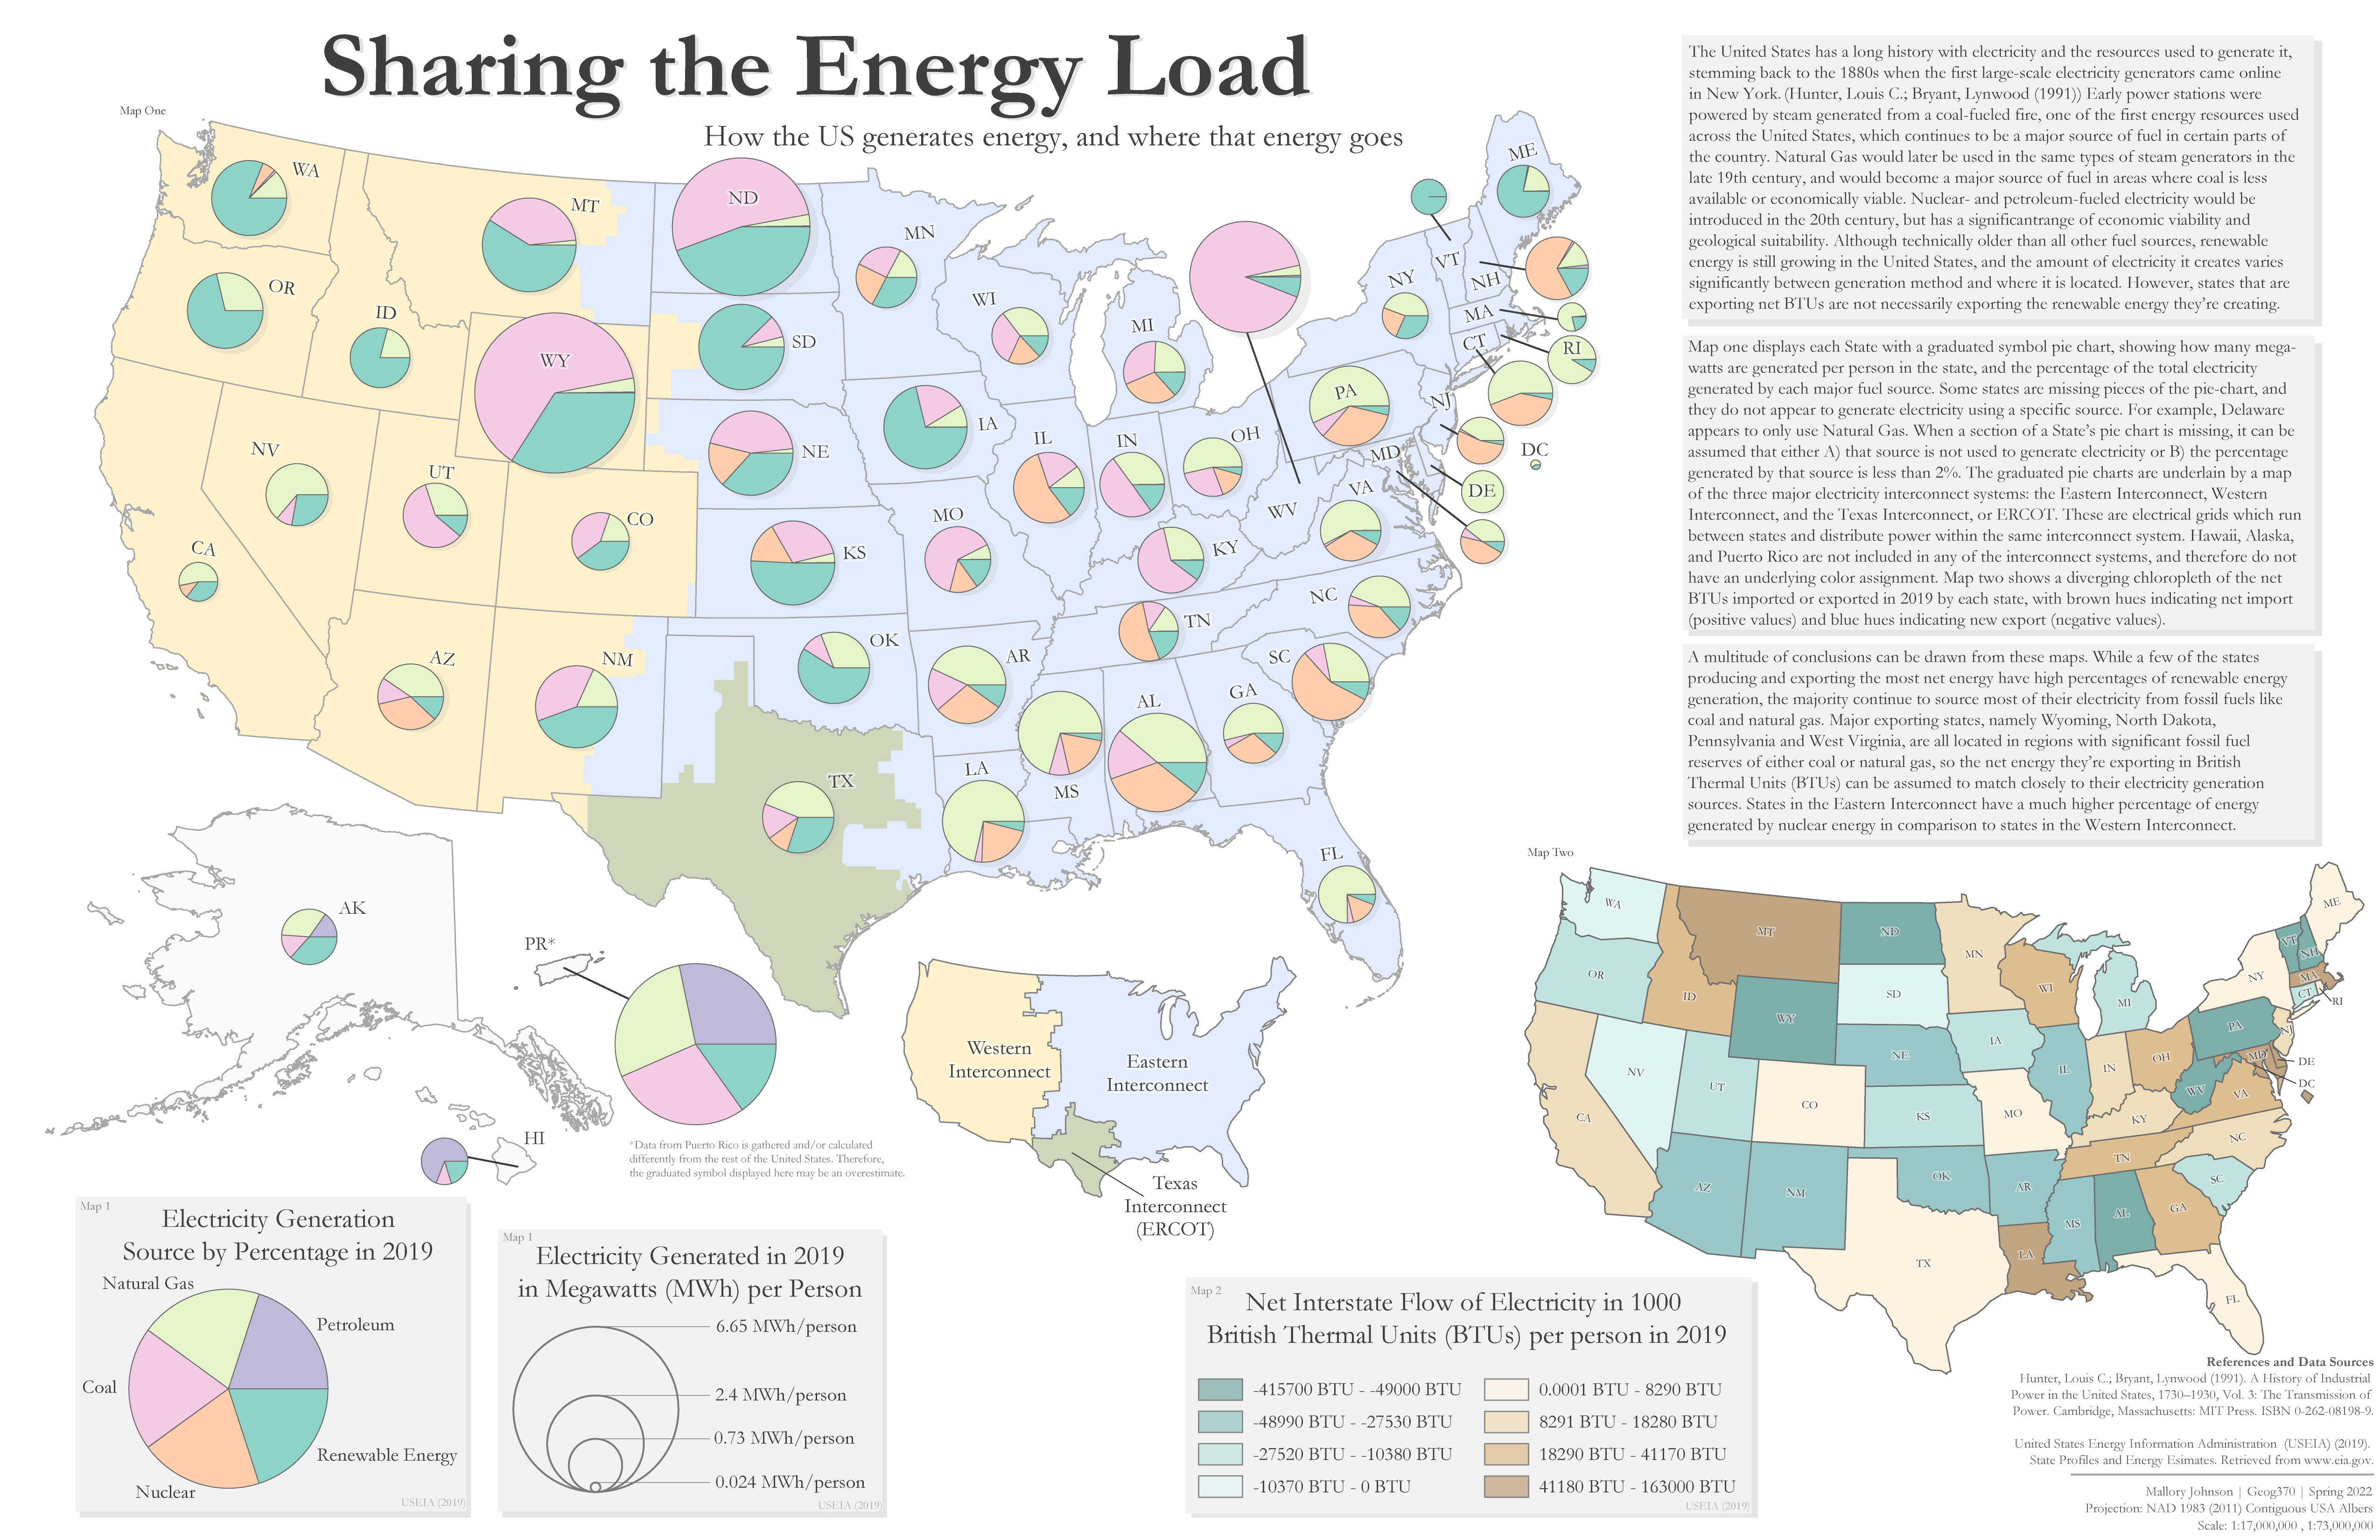 Sharing the Energy Load
How the US generates energy, and where that energy goes
Map One
WA
OR
ID
MT
ND
SD
WY
NV
UT
CO
CA
AZ
NM
NE
KS
OK
TX
MN
IA
MO
AR
LA
WI
IL
MI
IN
OH
KY
TN
MS
AL
GA
FL
SC
NC
VA
WV
PA
NY
VT
NH
ME
MA
RI
CT
NJ
DC
MD
DE
AK
PR*
HI
*Data from Puerto Rico is gathered and/or calculated
differently from the rest of the United States. Therefore,
the graduated symbol displayed here may be an overestimate.
Western
Interconnect
Eastern
Interconnect
Texas
Interconnect
(ERCOT)
Map 1
Electricity Generation
Source by Percentage in 2019
Natural Gas
Petroleum
Coal
Renewable Energy
Nuclear
USEIA (2019)
Map 1
Electricity Generated in 2019
in Megawatts (MWh) per Person
6.65 MWh/person
2.4 MWh/person
0.73 MWh/person
0.024 MWh/person
USEIA (2019)
The United States has a long history with electricity and the resources used to generate it,
stemming back to the 1880s when the first large-scale electricity generators came online
in New York. (Hunter, Louis C.; Bryant, Lynwood (1991)) Early power stations were
powered by steam generated from a coal-fueled fire, one of the first energy resources used
across the United States, which continues to be a major source of fuel in certain parts of
the country. Natural Gas would later be used in the same types of steam generators in the
late 19th century, and would become a major source of fuel in areas where coal is less
available or economically viable. Nuclear- and petroleum-fueled electricity would be
introduced in the 20th century, but has a significantrange of economic viability and
geological suitability. Although technically older than all other fuel sources, renewable
energy is still growing in the United States, and the amount of electricity it creates varies
significantly between generation method and where it is located. However, states that are
exporting net BTUs are not necessarily exporting the renewable energy they're creating.
Map one displays each State with a graduated symbol pie chart, showing how many mega-
watts are generated per person in the state, and the percentage of the total electricity
generated by each major fuel source. Some states are missing pieces of the pie-chart, and
they do not appear to generate electricity using a specific source. For example, Delaware
appears to only use Natural Gas. When a section of a State's pie chart is missing, it can be
assumed that either A) that source is not used to generate electricity or B) the percentage
generated by that source is less than 2%. The graduated pie charts are underlain by a map
of the three major electricity interconnect systems: the Eastern Interconnect, Western
Interconnect, and the Texas Interconnect, or ERCOT. These are electrical grids which run
between states and distribute power within the same interconnect system. Hawaii, Alaska,
and Puerto Rico are not included in any of the interconnect systems, and therefore do not
have an underlying color assignment. Map two shows a diverging chloropleth of the net
BTUs imported or exported in 2019 by each state, with brown hues indicating net import
(positive values) and blue hues indicating new export (negative values).
A multitude of conclusions can be drawn from these maps. While a few of the states
producing and exporting the most net energy have high percentages of renewable energy
generation, the majority continue to source most of their electricity from fossil fuels like
coal and natural gas. Major exporting states, namely Wyoming, North Dakota,
Pennsylvania and West Virginia, are all located in regions with significant fossil fuel
reserves of either coal or natural gas, so the net energy they're exporting in British
Thermal Units (BTUs) can be assumed to match closely to their electricity generation
sources. States in the Eastern Interconnect have a much higher percentage of energy
generated by nuclear energy in comparison to states in the Western Interconnect.
Map Two
WA
OR
ID
MT
ND
SD
WY
NV
UT
CO
CA
AZ
NM
NE
KS
OK
TX
MN
IA
MO
AR
LA
WI
IL
MI
IN
OH
KY
TN
MS
AL
GA
FL
SC
NC
VA
WV
PA
NY
VT
NH
ME
MA
CT
RI
NJ
MD
DE
DC
Map 2
Net Interstate Flow of Electricity in 1000
British Thermal Units (BTUs) per person in 2019
-415700 BTU - -49000 BTU
-48990 BTU - -27530 BTU
-27520 BTU - -10380 BTU
-10370 BTU - 0 BTU
0.0001 BTU - 8290 BTU
8291 BTU - 18280 BTU
18290 BTU - 41170 BTU
41180 BTU - 163000 BTU
USEIA (2019)
References and Data Sources
Hunter, Louis C.; Bryant, Lynwood (1991). A History of Industrial
Power in the United States, 1730–1930, Vol. 3: The Transmission of
Power. Cambridge, Massachusetts: MIT Press. ISBN 0-262-08198-9.
United States Energy Information Administration (USEIA) (2019).
State Profiles and Energy Esimates. Retrieved from www.eia.gov.
Mallory Johnson | Geog370 | Spring 2022
Projection: NAD 1983 (2011) Contiguous USA Albers
Scale: 1:17,000,000 , 1:73,000,000